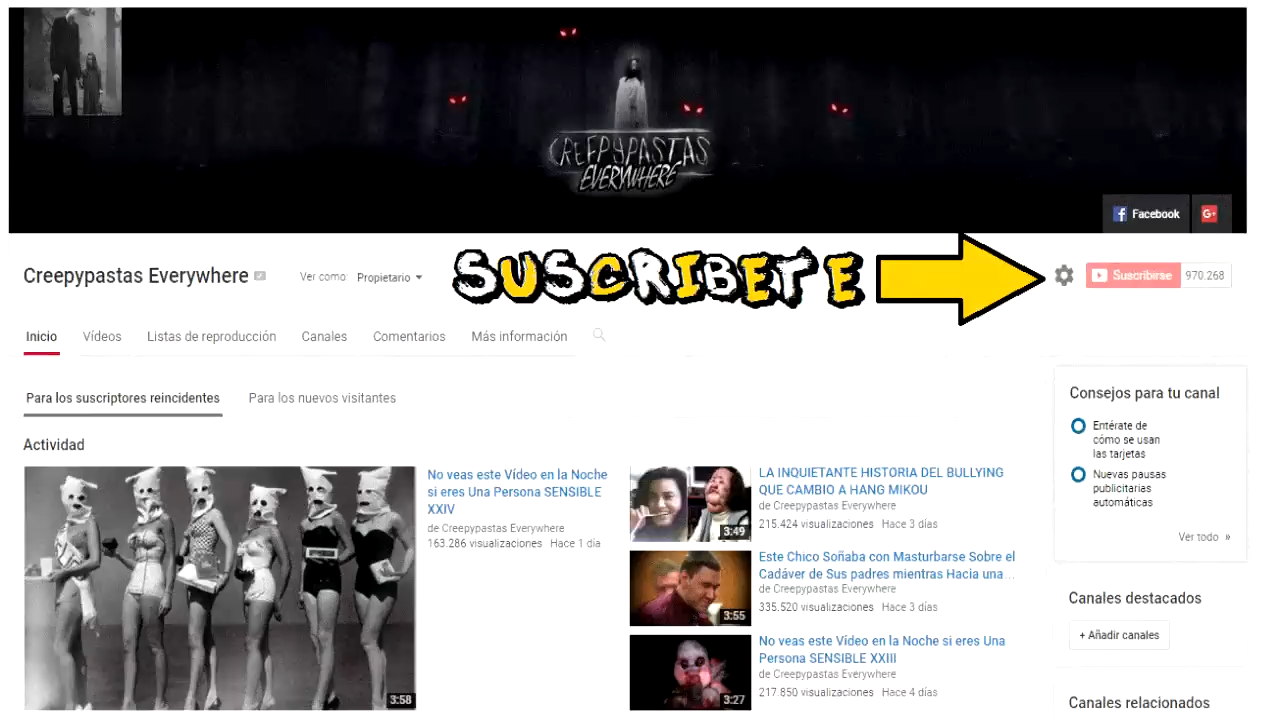 CREEPYPASTAS
EVERYWHERE
Facebook
G+
Creepypastas Everywhere
Ver como: Propietario
SUSCRIBETE
Suscribirse 970.268
Inicio Vídeos Listas de reproducción Canales Comentarios Más información
Para los suscriptores reincidentes Para los nuevos visitantes
Actividad
3:58
No veas este Vídeo en la Noche
si eres Una Persona SENSIBLE
XXIV
de Creepypastas Everywhere
163.286 visualizaciones Hace 1 día
3:49
LA INQUIETANTE HISTORIA DEL BULLYING
QUE CAMBIO A HANG MIKOU
de Creepypastas Everywhere
215.424 visualizaciones Hace 3 días
3:55
Este Chico Soñaba con Masturbarse Sobre el
Cadáver de Sus padres mientras Hacia una ...
de Creepypastas Everywhere
335.520 visualizaciones Hace 3 días
3:27
No veas este Vídeo en la Noche si eres Una
Persona SENSIBLE XXIII
de Creepypastas Everywhere
217.850 visualizaciones Hace 4 días
Consejos para tu canal
Entérate de
cómo se usan
las tarjetas
Nuevas pausas
publicitarias
automáticas
Ver todo »
Canales destacados
+ Añadir canales
Canales relacionados